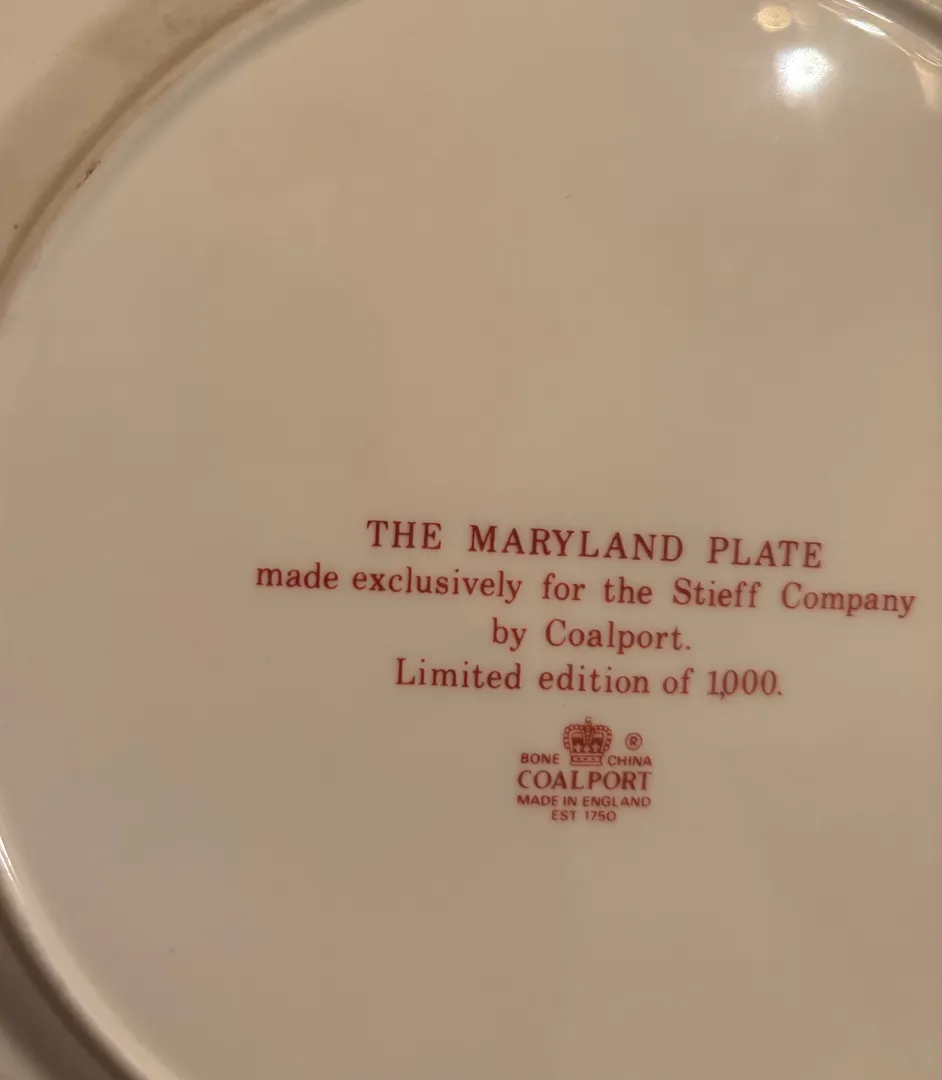 THE MARYLAND PLATE
made exclusively for the Stieff Company
by Coalport.
Limited edition of 1,000.
®
BONE CHINA
COALPORT
MADE IN ENGLAND
EST 1750